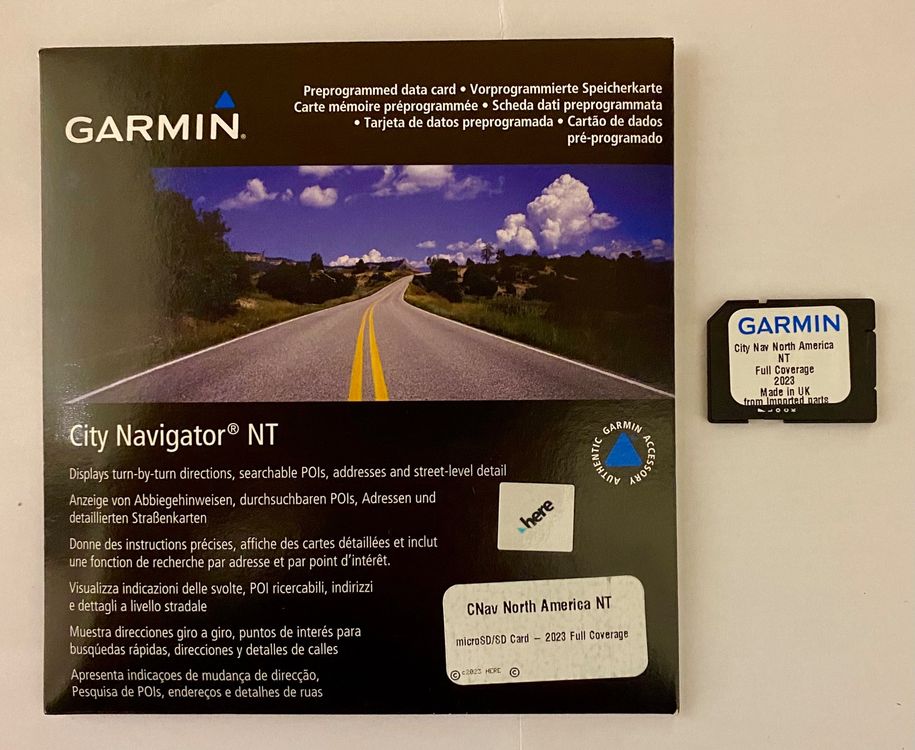 GARMIN®
Preprogrammed data card • Vorprogrammierte Speicherkarte
Carte mémoire préprogrammée • Scheda dati preprogrammata
• Tarjeta de datos preprogramada • Cartão de dados
pré-programado
City Navigator® NT
Displays turn-by-turn directions, searchable POIs, addresses and street-level detail
Anzeige von Abbiegehinweisen, durchsuchbaren POIs, Adressen und
detaillierten Straßenkarten
Donne des instructions précises, affiche des cartes détaillées et inclut
une fonction de recherche par adresse et par point d'intérêt.
Visualizza indicazioni delle svolte, POI ricercabili, indirizzi
e dettagli a livello stradale
Muestra direcciones giro a giro, puntos de interés para
busqúedas rápidas, direcciones y detalles de calles
Apresenta indicaçoes de mudança de direcção,
Pesquisa de POIs, endereços e detalhes de ruas
AUTHENTIC GARMIN ACCESSORY
here
CNav North America NT
microSD/SD Card – 2023 Full Coverage
© c2023 HERE ©
GARMIN
City Nav North America
NT
Full Coverage
2023
Made in UK
from imported parts